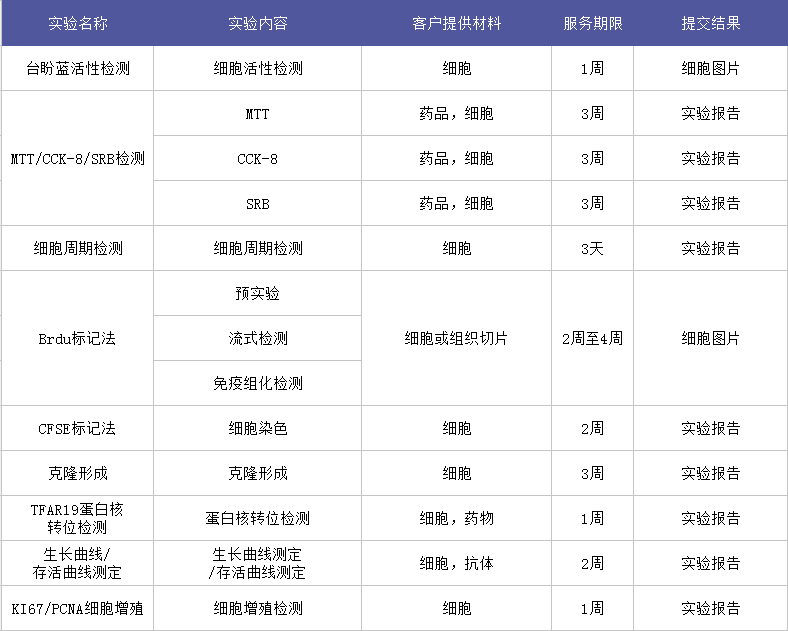 实验名称 实验内容 客户提供材料 服务期限 提交结果
台盼蓝活性检测 细胞活性检测 细胞 1周 细胞图片
MTT 药品，细胞 3周 实验报告
MTT/CCK-8/SRB检测 CCK-8 药品，细胞 3周 实验报告
SRB 药品，细胞 3周 实验报告
细胞周期检测 细胞周期检测 细胞 3天 实验报告
预实验
Brdu标记法 流式检测 细胞或组织切片 2周至4周 细胞图片
免疫组化检测
CFSE标记法 细胞染色 细胞 2周 实验报告
克隆形成 克隆形成 细胞 3周 实验报告
TFAR19蛋白核
转位检测 蛋白核转位检测 细胞，药物 1周 实验报告
生长曲线/
存活曲线测定 生长曲线测定
/存活曲线测定 细胞，抗体 2周 实验报告
KI67/PCNA细胞增殖 细胞增殖检测 细胞 1周 实验报告